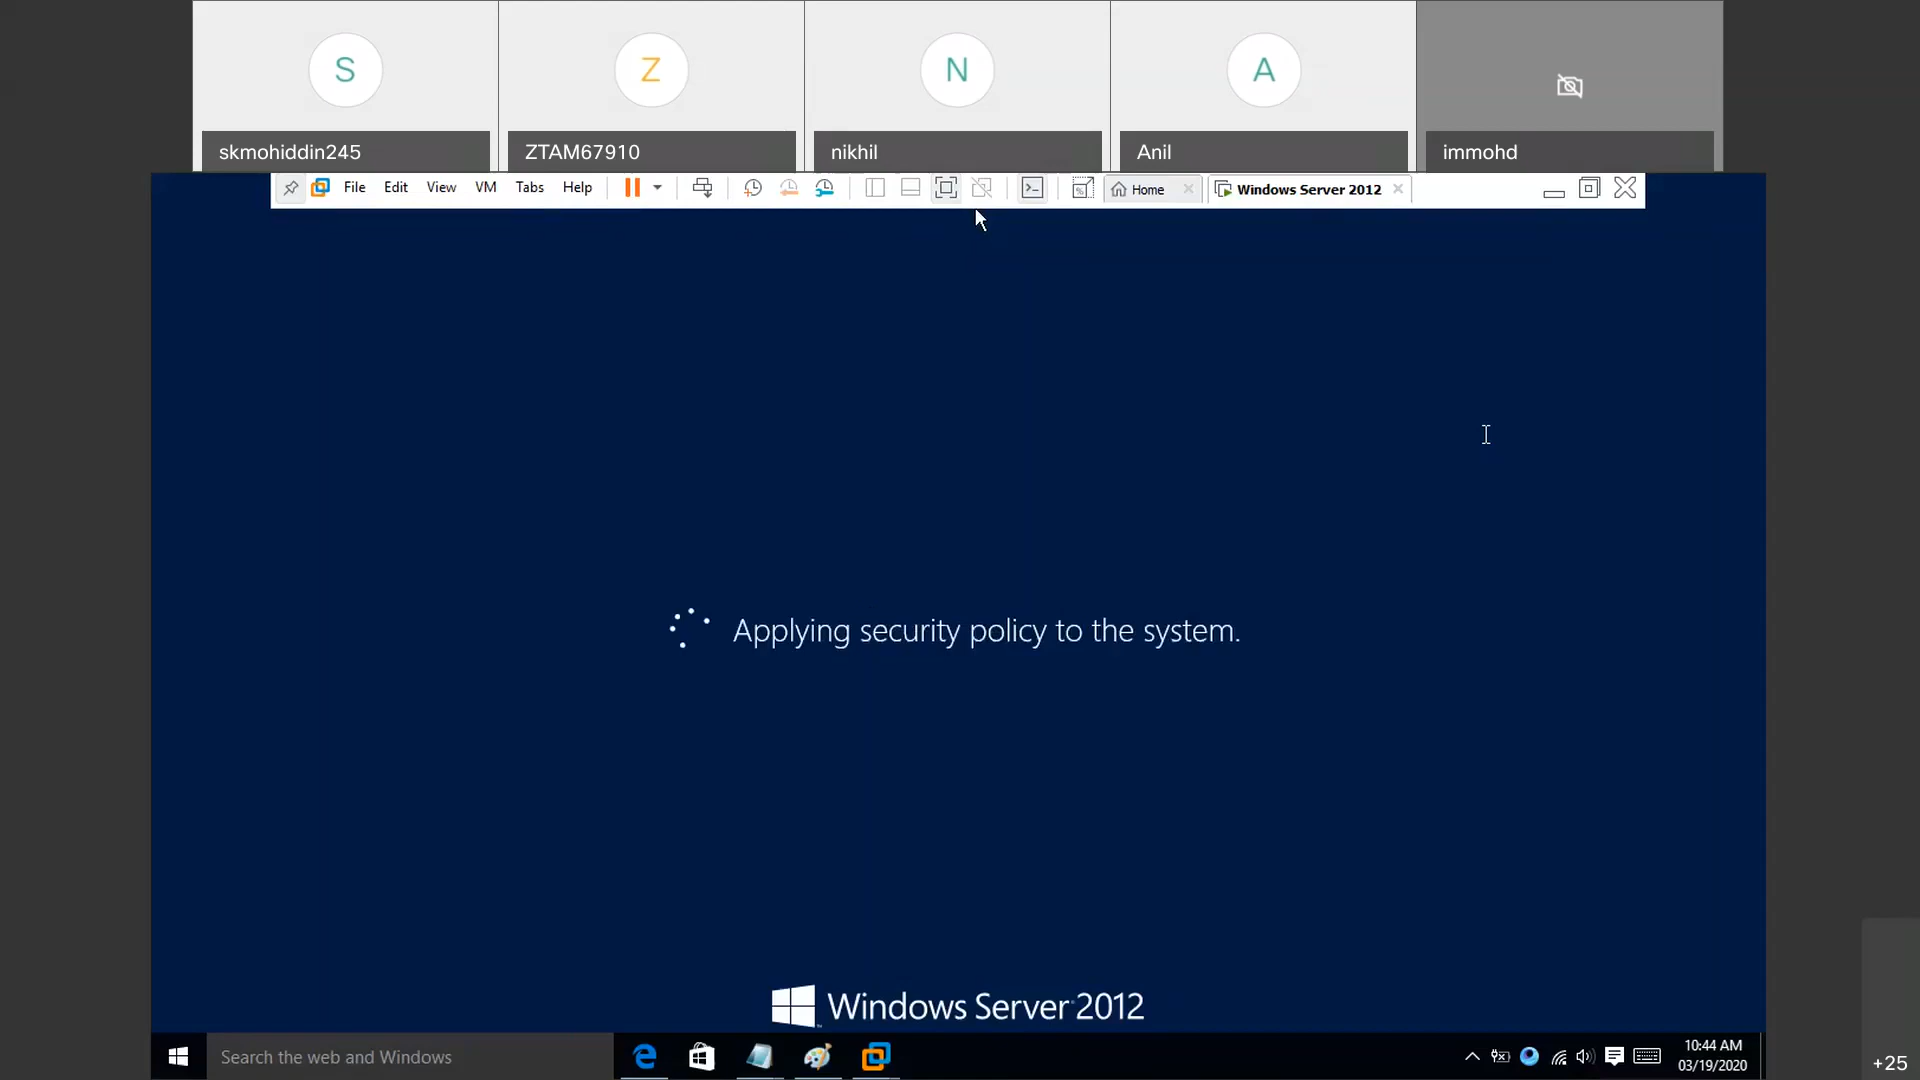 S
Z
N
A
skmohiddin245
ZTAM67910
nikhil
Anil
immohd
File Edit View VM Tabs Help
Home
Windows Server 2012
Applying security policy to the system.
Windows Server 2012
Search the web and Windows
10:44 AM
03/19/2020
+25